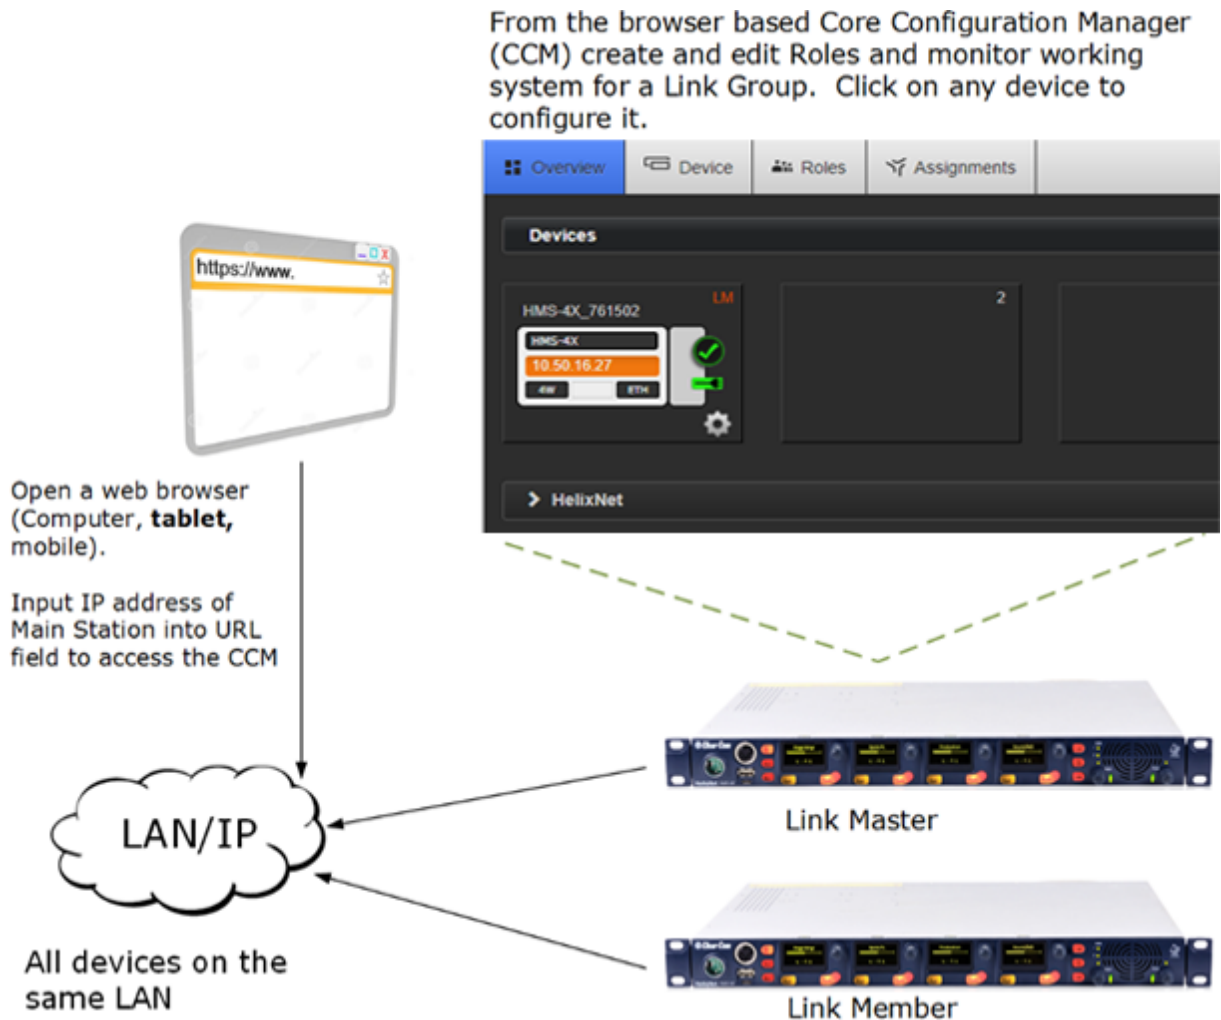 From the browser based Core Configuration Manager
(CCM) create and edit Roles and monitor working
system for a Link Group.  Click on any device to
configure it.
Overview
Device
Roles
Assignments
Devices
https://www.
LM
2
HMS-4X_761502
HMS-4X
10.50.16.27
4W
ETH
HelixNet
Open a web browser
(Computer, tablet,
mobile).
Input IP address of
Main Station into URL
field to access the CCM
Clear-Com
Link Master
LAN/IP
Clear-Com
All devices on the
same LAN
Link Member